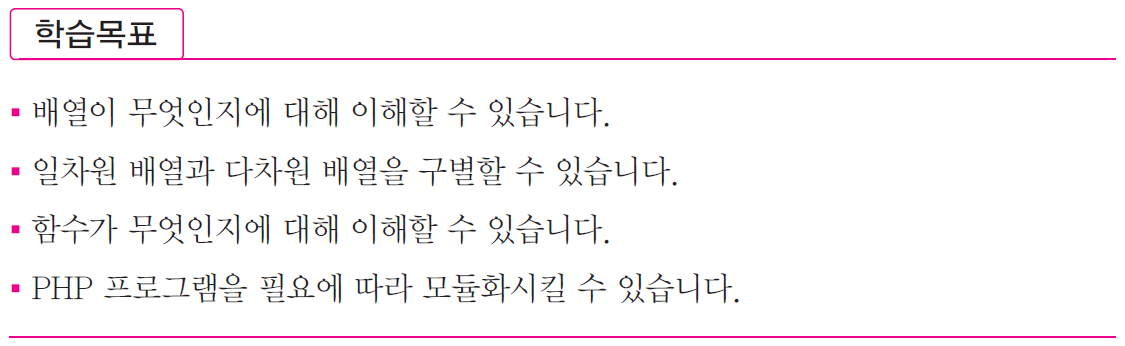 학습목표
▪ 배열이 무엇인지에 대해 이해할 수 있습니다.
▪ 일차원 배열과 다차원 배열을 구별할 수 있습니다.
▪ 함수가 무엇인지에 대해 이해할 수 있습니다.
▪ PHP 프로그램을 필요에 따라 모듈화시킬 수 있습니다.